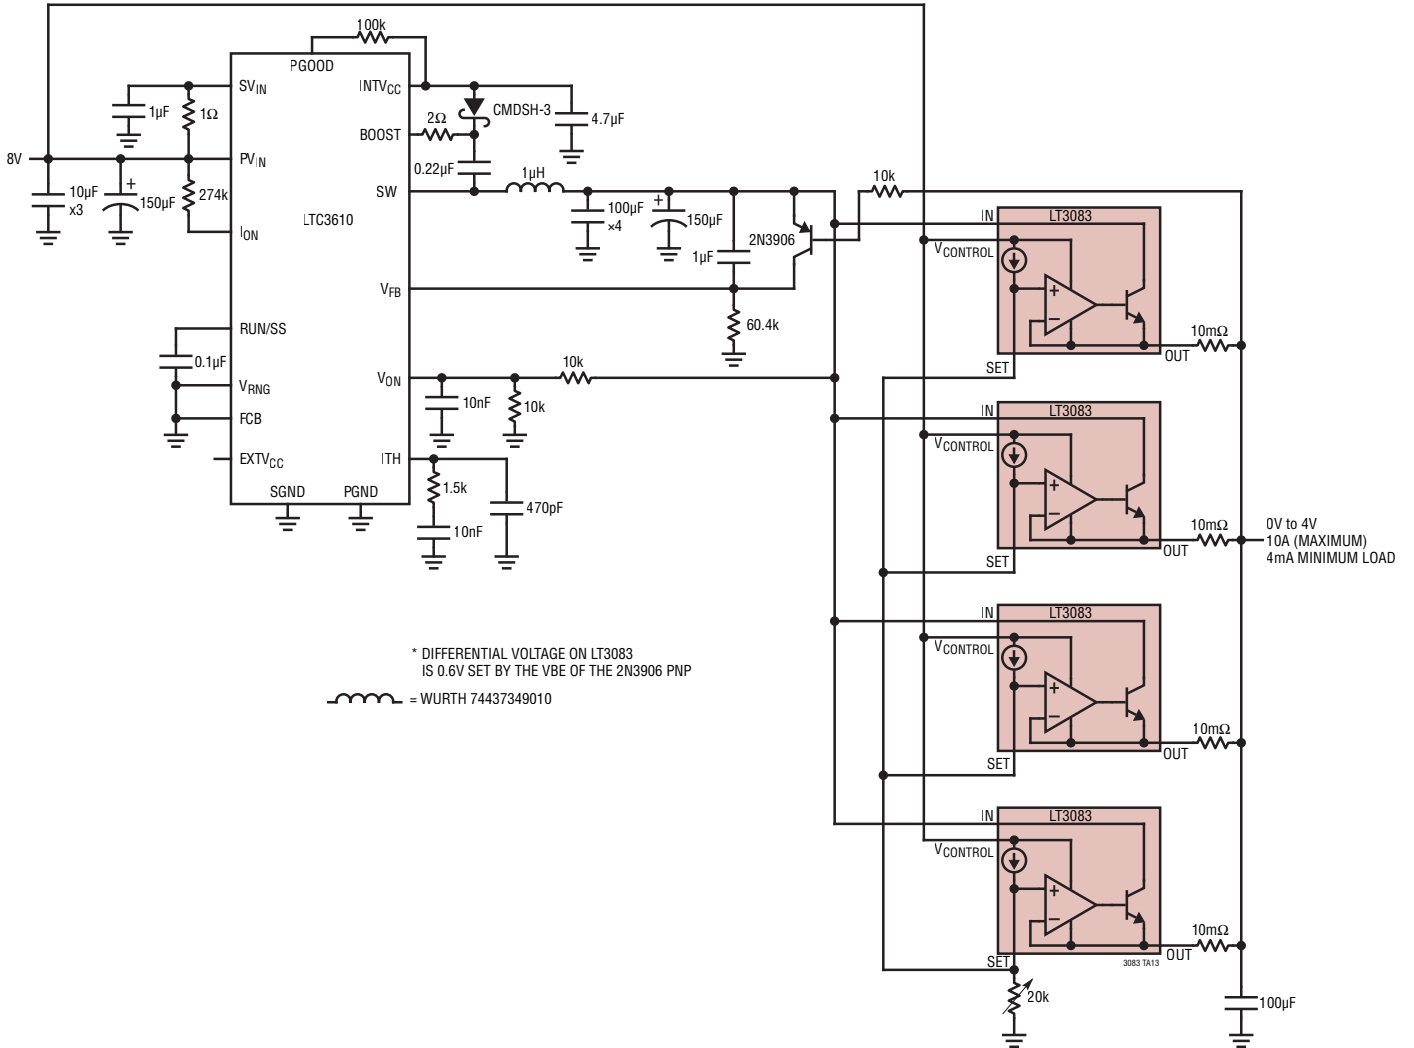 100k
PGOOD
SVIN
INTVCC
1µF
1Ω
CMDSH-3
4.7µF
2Ω
BOOST
8V
PVIN
0.22µF
1µH
10k
10µF
x3
150µF
274k
SW
LTC3610
ION
100µF
×4
+
150µF
1µF
2N3906
VFB
60.4k
RUN/SS
0.1µF
VRNG
FCB
EXTVCC
VON
10nF
10k
10k
ITH
1.5k
10nF
470pF
SGND
PGND
IN
LT3083
VCONTROL
+
–
10mΩ
OUT
SET
IN
LT3083
VCONTROL
+
–
10mΩ
OUT
SET
0V to 4V
10A (MAXIMUM)
4mA MINIMUM LOAD
IN
LT3083
VCONTROL
+
–
10mΩ
OUT
SET
* DIFFERENTIAL VOLTAGE ON LT3083
IS 0.6V SET BY THE VBE OF THE 2N3906 PNP
= WURTH 74437349010
IN
LT3083
VCONTROL
+
–
10mΩ
OUT
SET
3083 TA13
20k
100µF